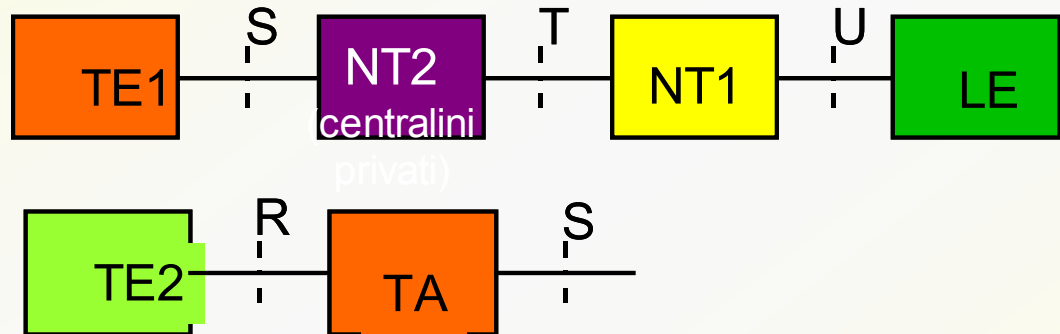 S T U
TE1 NT2 NT1 LE
(centralini
privati)
R S
TE2 TA